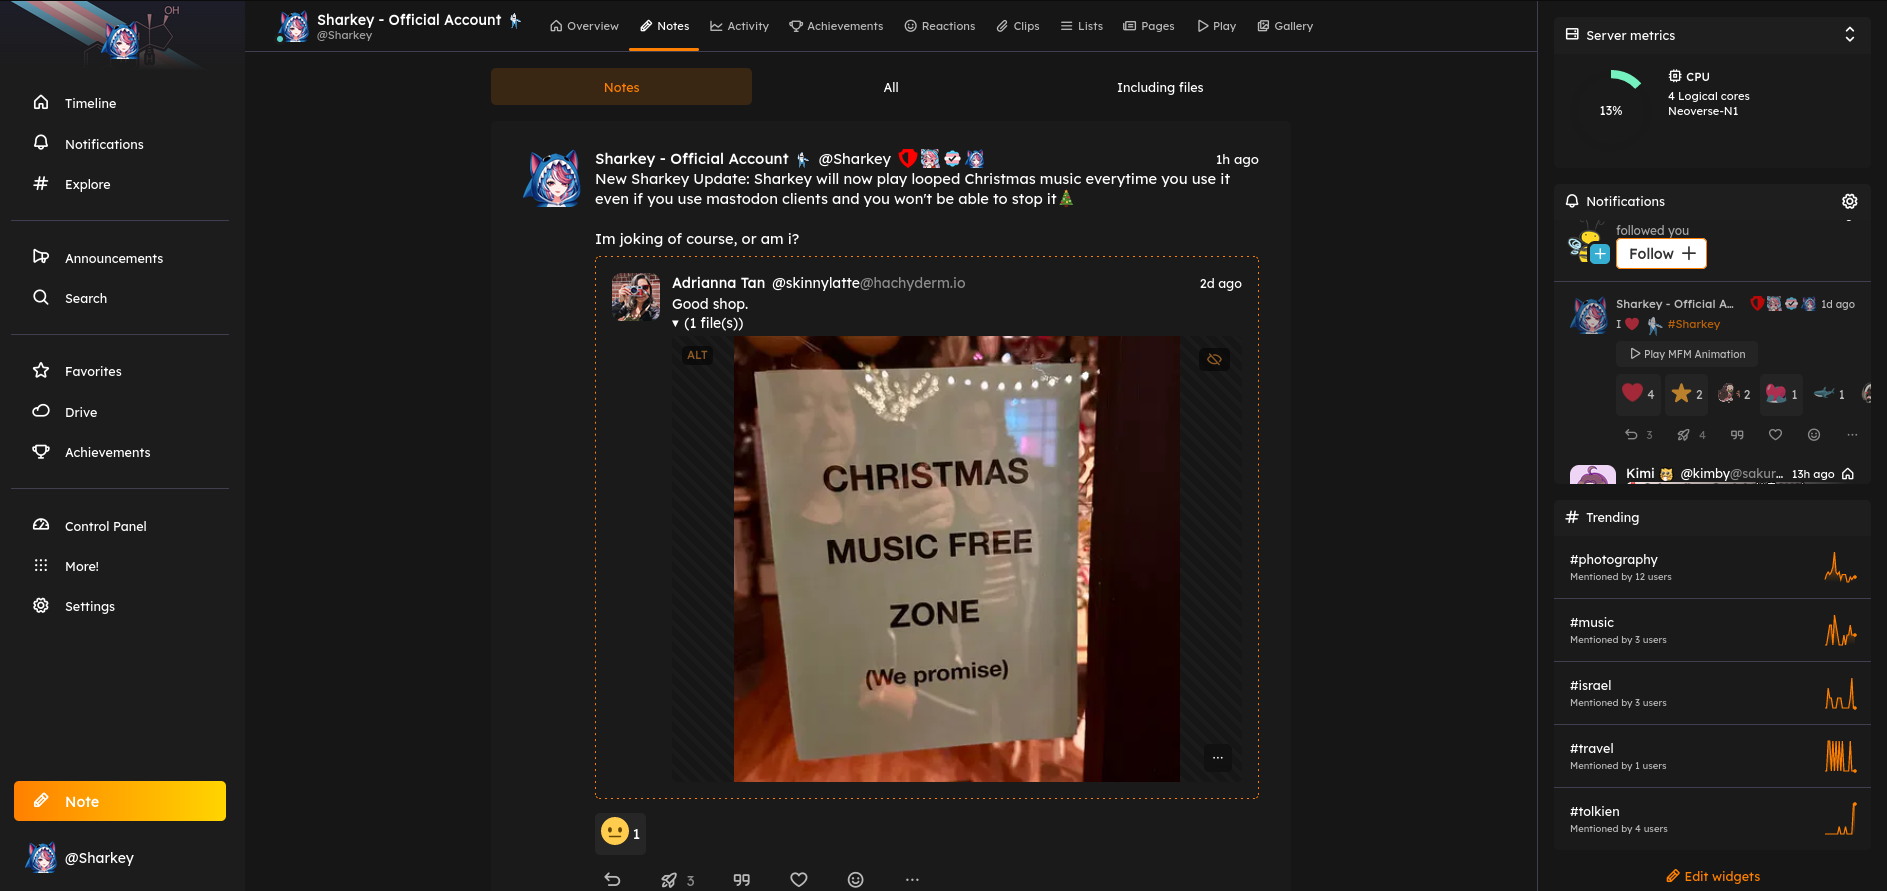 OH
H
Timeline
Notifications
Explore
Announcements
Search
Favorites
Drive
Achievements
Control Panel
More!
Settings
Note
@Sharkey
Sharkey - Official Account
@Sharkey
Overview
Notes
Activity
Achievements
Reactions
Clips
Lists
Pages
Play
Gallery
Notes
All
Including files
Sharkey - Official Account @Sharkey
1h ago
New Sharkey Update: Sharkey will now play looped Christmas music everytime you use it
even if you use mastodon clients and you won't be able to stop it
Im joking of course, or am i?
Adrianna Tan @skinnylatte@hachyderm.io
2d ago
Good shop.
▾ (1 file(s))
ALT
CHRISTMAS
MUSIC FREE
ZONE
(We promise)
...
1
3
...
Server metrics
13%
CPU
4 Logical cores
Neoverse-N1
Notifications
followed you
Follow +
Sharkey - Official A...
1d ago
I #Sharkey
Play MFM Animation
4
2
2
1
1
3
4
...
Kimi @kimby@sakur...
13h ago
# Trending
#photography
Mentioned by 12 users
#music
Mentioned by 3 users
#israel
Mentioned by 3 users
#travel
Mentioned by 1 users
#tolkien
Mentioned by 4 users
Edit widgets